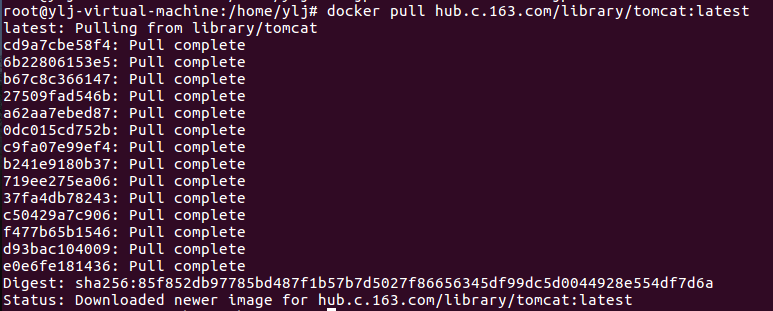 root@ylj-virtual-machine:/home/ylj# docker pull hub.c.163.com/library/tomcat:latest
latest: Pulling from library/tomcat
cd9a7cbe58f4: Pull complete
6b22806153e5: Pull complete
b67c8c366147: Pull complete
27509fad546b: Pull complete
a62aa7ebed87: Pull complete
0dc015cd752b: Pull complete
c9fa07e99ef4: Pull complete
b241e9180b37: Pull complete
719ee275ea06: Pull complete
37fa4db78243: Pull complete
c50429a7c906: Pull complete
f477b65b1546: Pull complete
d93bac104009: Pull complete
e0e6fe181436: Pull complete
Digest: sha256:85f852db97785bd487f1b57b7d5027f86656345df99dc5d0044928e554df7d6a
Status: Downloaded newer image for hub.c.163.com/library/tomcat:latest